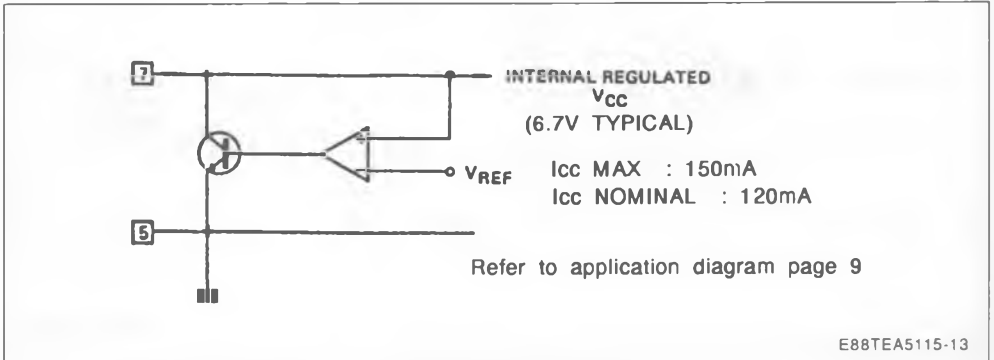 7
INTERNAL REGULATED
VCC
(6.7V TYPICAL)
+
−
VREF
Icc MAX : 150mA
Icc NOMINAL : 120mA
5
Refer to application diagram page 9
E88TEA5115-13